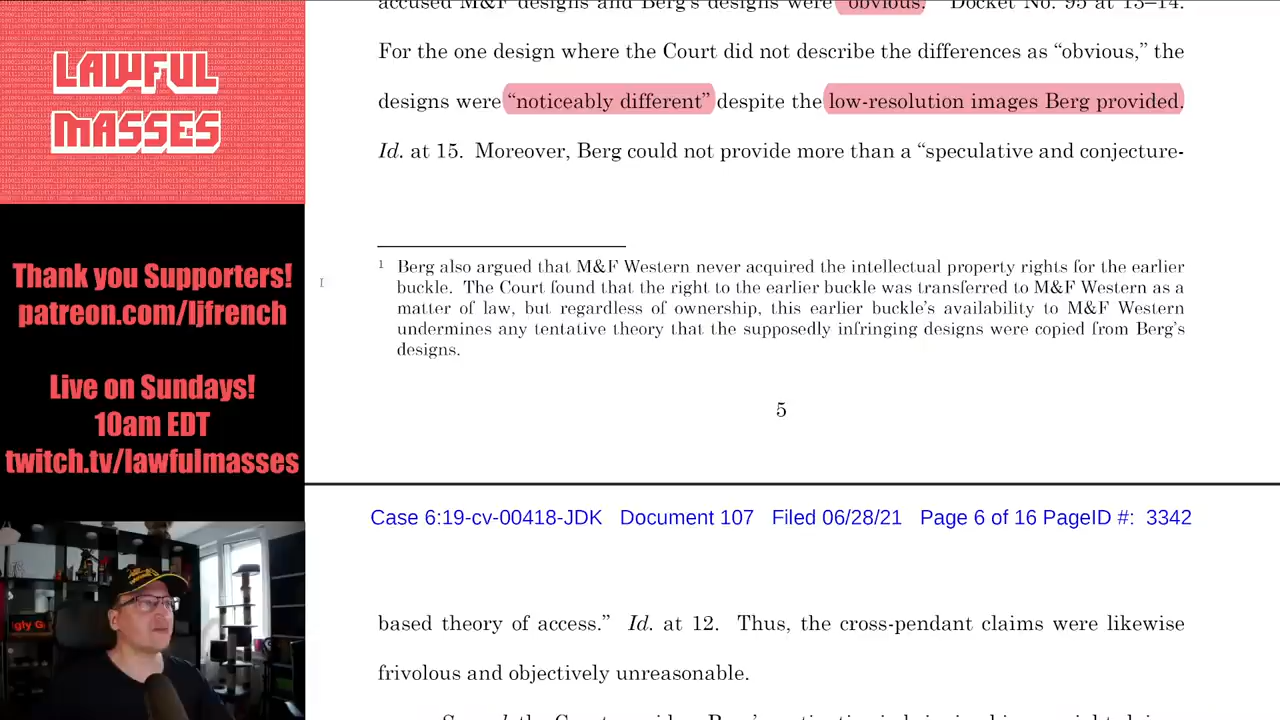 LAWFUL
MASSES
Thank you Supporters!
patreon.com/ljfrench
Live on Sundays!
10am EDT
twitch.tv/lawfulmasses
gly G
accused M&F designs and Berg's designs were “obvious.” Docket No. 95 at 13–14.
For the one design where the Court did not describe the differences as “obvious,” the
designs were “noticeably different” despite the low-resolution images Berg provided.
Id. at 15. Moreover, Berg could not provide more than a “speculative and conjecture-
1 Berg also argued that M&F Western never acquired the intellectual property rights for the earlier
buckle. The Court found that the right to the earlier buckle was transferred to M&F Western as a
matter of law, but regardless of ownership, this earlier buckle's availability to M&F Western
undermines any tentative theory that the supposedly infringing designs were copied from Berg's
designs.
5
Case 6:19-cv-00418-JDK Document 107 Filed 06/28/21 Page 6 of 16 PageID #: 3342
based theory of access.” Id. at 12. Thus, the cross-pendant claims were likewise
frivolous and objectively unreasonable.